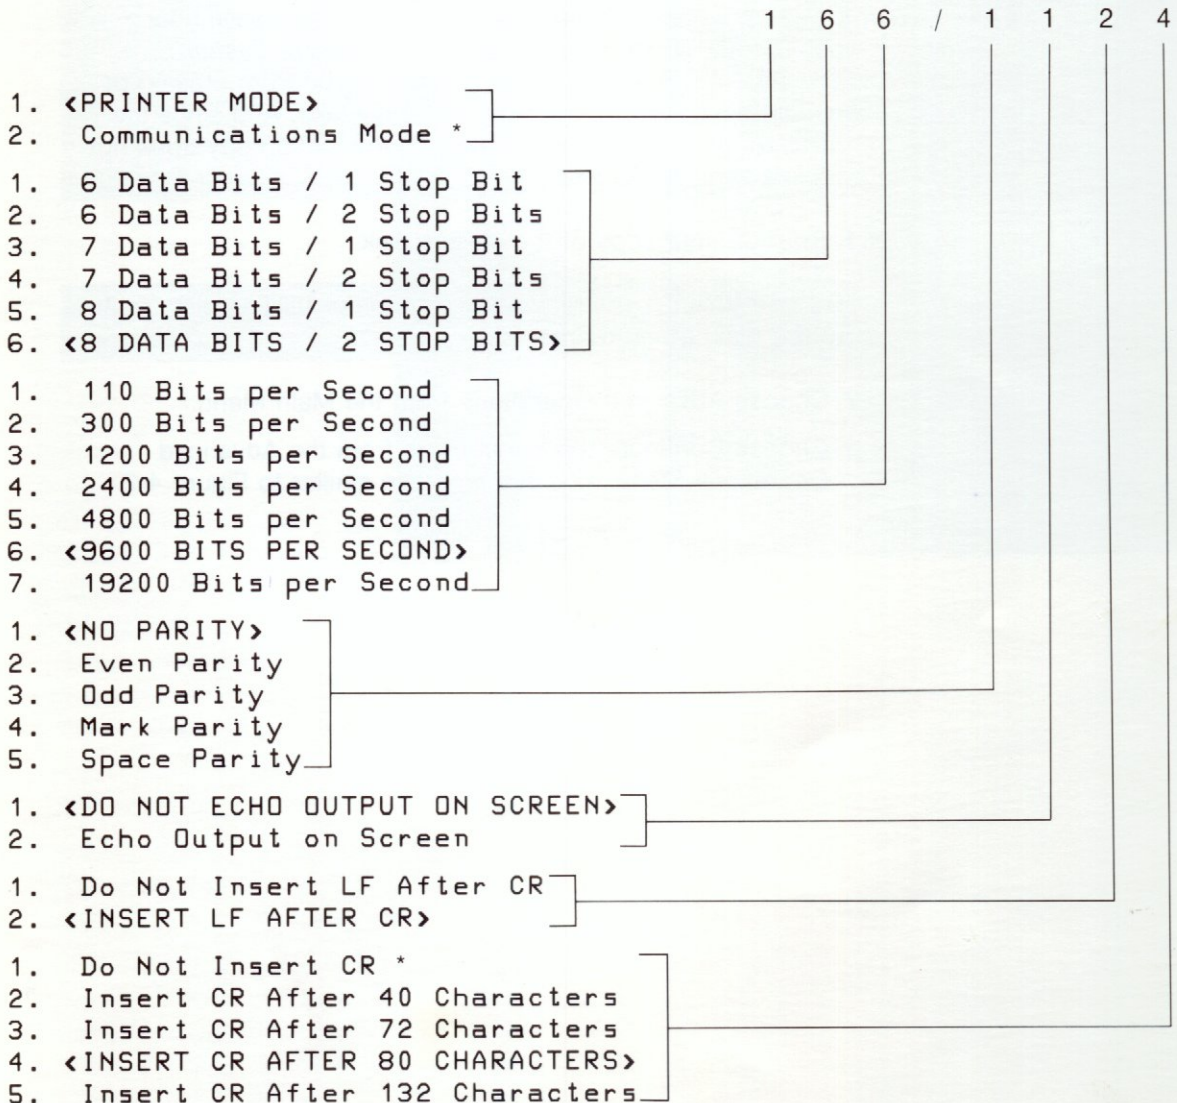 1 6 6 / 1 1 2 4
1. <PRINTER MODE>
2. Communications Mode *
1. 6 Data Bits / 1 Stop Bit
2. 6 Data Bits / 2 Stop Bits
3. 7 Data Bits / 1 Stop Bit
4. 7 Data Bits / 2 Stop Bits
5. 8 Data Bits / 1 Stop Bit
6. <8 DATA BITS / 2 STOP BITS>
1. 110 Bits per Second
2. 300 Bits per Second
3. 1200 Bits per Second
4. 2400 Bits per Second
5. 4800 Bits per Second
6. <9600 BITS PER SECOND>
7. 19200 Bits per Second
1. <NO PARITY>
2. Even Parity
3. Odd Parity
4. Mark Parity
5. Space Parity
1. <DO NOT ECHO OUTPUT ON SCREEN>
2. Echo Output on Screen
1. Do Not Insert LF After CR
2. <INSERT LF AFTER CR>
1. Do Not Insert CR *
2. Insert CR After 40 Characters
3. Insert CR After 72 Characters
4. <INSERT CR AFTER 80 CHARACTERS>
5. Insert CR After 132 Characters